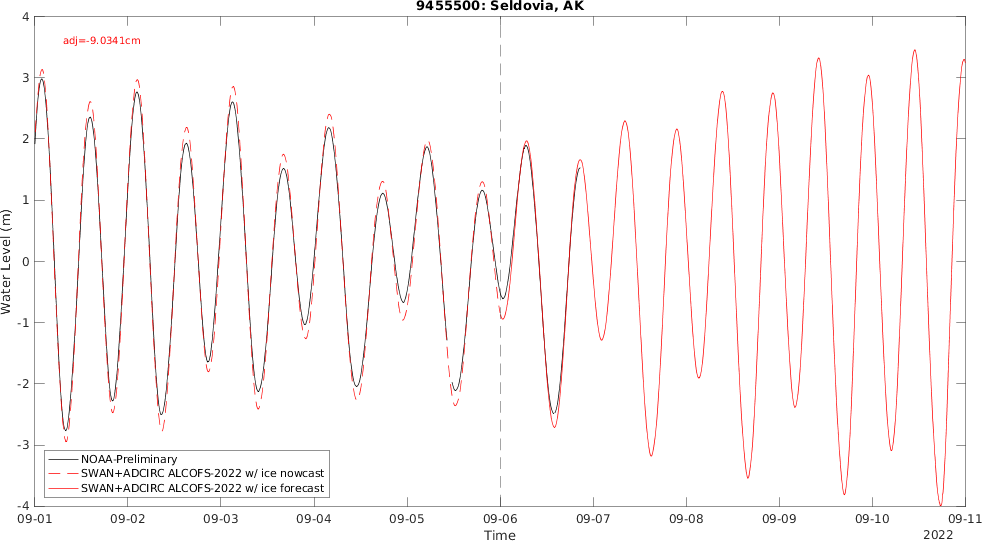 9455500: Seldovia, AK
adj=-9.0341cm
4
3
2
1
0
-1
-2
-3
-4
Water Level (m)
NOAA-Preliminary
SWAN+ADCIRC ALCOFS-2022 w/ ice nowcast
SWAN+ADCIRC ALCOFS-2022 w/ ice forecast
09-01 09-02 09-03 09-04 09-05 09-06 09-07 09-08 09-09 09-10 09-11
Time
2022